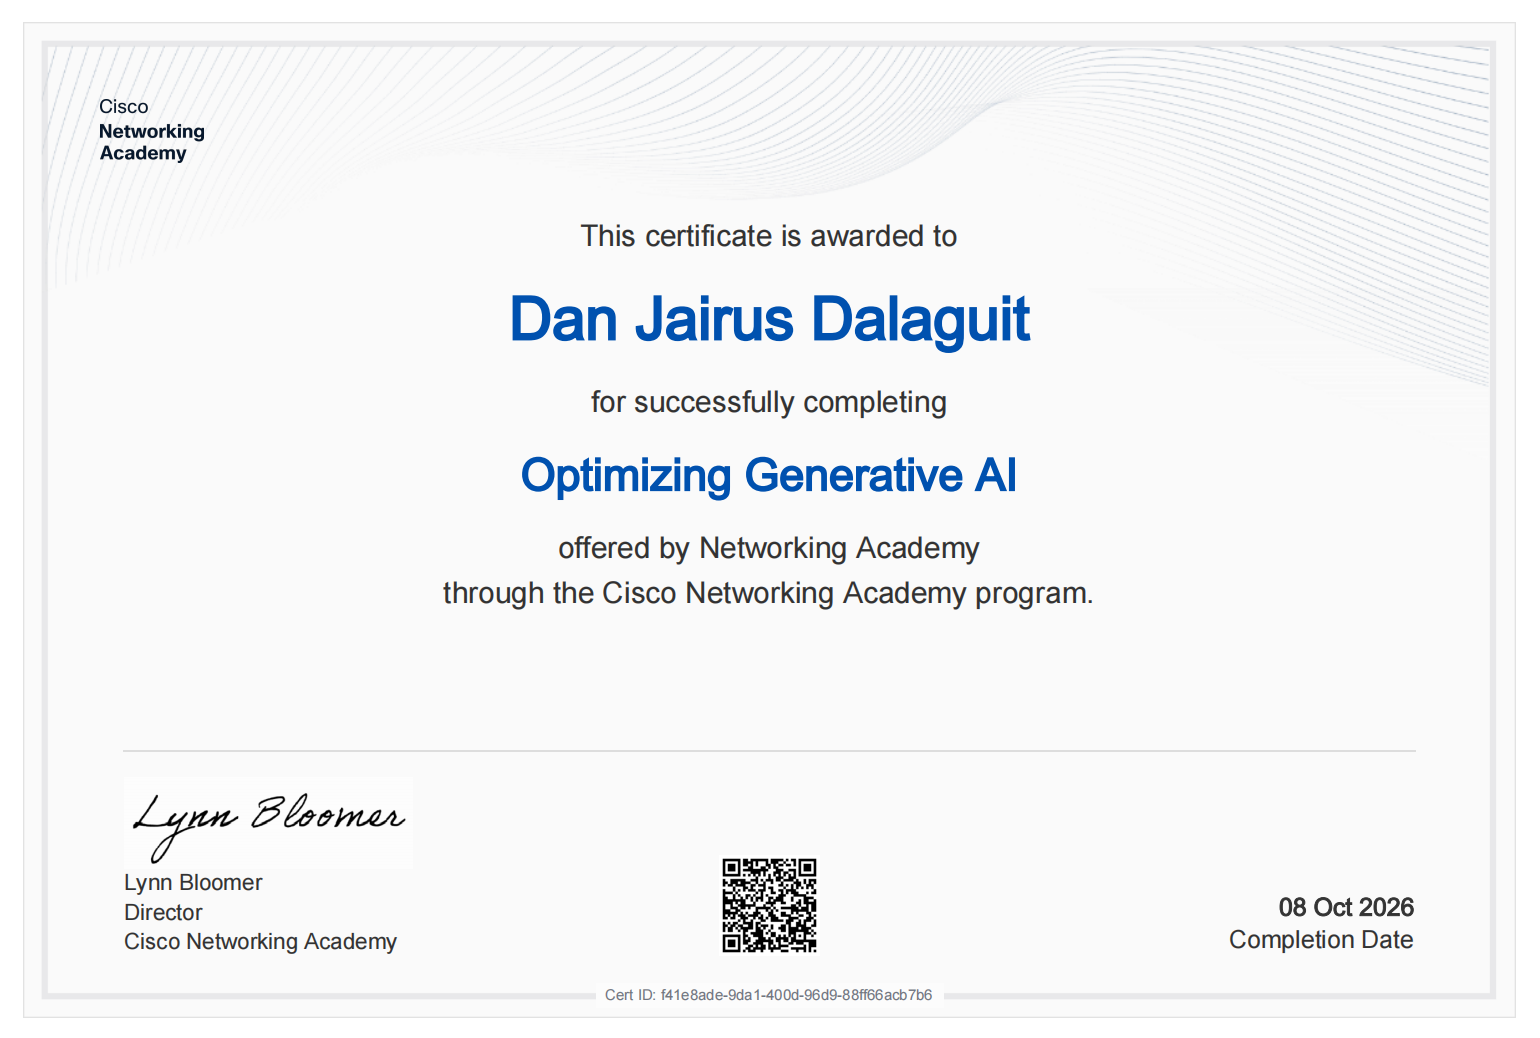 Cisco
Networking
Academy
This certificate is awarded to
Dan Jairus Dalaguit
for successfully completing
Optimizing Generative AI
offered by Networking Academy
through the Cisco Networking Academy program.
Lynn Bloomer
Lynn Bloomer
Director
Cisco Networking Academy
08 Oct 2026
Completion Date
Cert ID: f41e8ade-9da1-400d-96d9-88ff66acb7b6